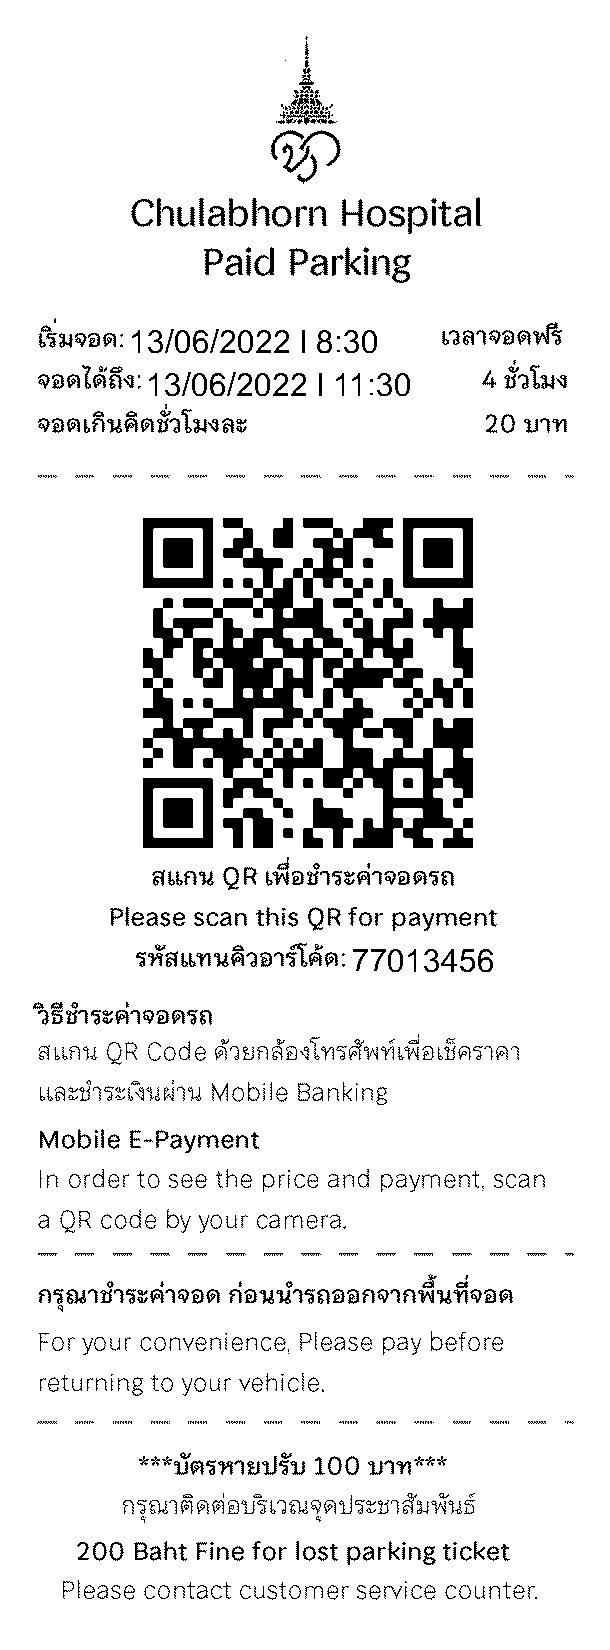 Chulabhorn Hospital
Paid Parking
เริ่มจอด: 13/06/2022 I 8:30 เวลาจอดฟรี
จอดได้ถึง: 13/06/2022 I 11:30 4 ชั่วโมง
จอดเกินคิดชั่วโมงละ 20 บาท
สแกน QR เพื่อชำระค่าจอดรถ
Please scan this QR for payment
รหัสแทนคิวอาร์โค้ด: 77013456
วิธีชำระค่าจอดรถ
สแกน QR Code ด้วยกล้องโทรศัพท์เพื่อเช็คราคา
และชำระเงินผ่าน Mobile Banking
Mobile E-Payment
In order to see the price and payment, scan
a QR code by your camera.
กรุณาชำระค่าจอด ก่อนนำรถออกจากพื้นที่จอด
For your convenience, Please pay before
returning to your vehicle.
***บัตรหายปรับ 100 บาท***
กรุณาติดต่อบริเวณจุดประชาสัมพันธ์
200 Baht Fine for lost parking ticket
Please contact customer service counter.